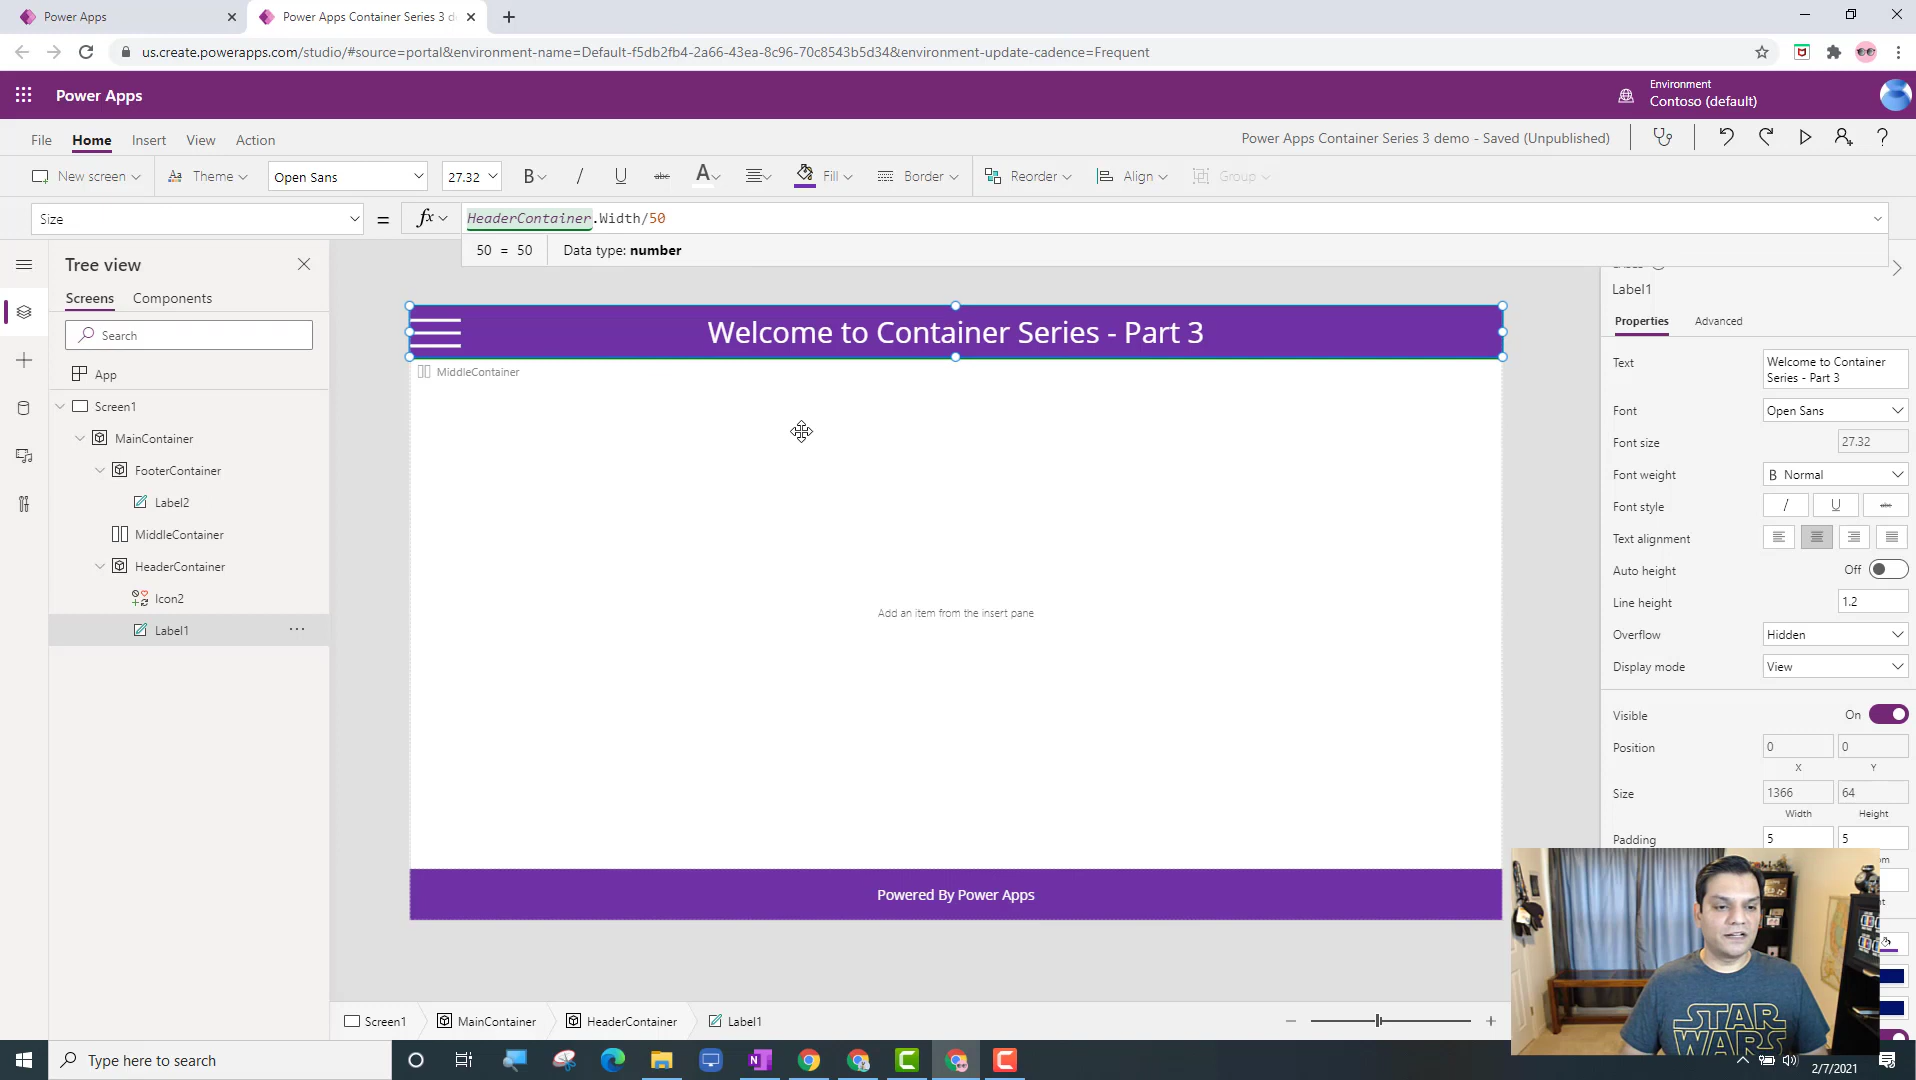 Power Apps
Power Apps Container Series 3 d
us.create.powerapps.com/studio/#source=portal&environment-name=Default-f5db2fb4-2a66-43ea-8c96-70c8543b5d34&environment-update-cadence=Frequent
Power Apps
Environment
Contoso (default)
File Home Insert View Action
Power Apps Container Series 3 demo - Saved (Unpublished)
New screen Theme Open Sans 27.32 B / U abc A Fill Border Reorder Align Group
Size = fx HeaderContainer.Width/50
50 = 50 Data type: number
Tree view
Screens Components
Search
App
Screen1
MainContainer
FooterContainer
Label2
MiddleContainer
HeaderContainer
Icon2
Label1
Welcome to Container Series - Part 3
MiddleContainer
Add an item from the insert pane
Powered By Power Apps
Label1
Properties Advanced
Text Welcome to Container
Series - Part 3
Font Open Sans
Font size 27.32
Font weight B Normal
Font style / U abc
Text alignment
Auto height Off
Line height 1.2
Overflow Hidden
Display mode View
Visible On
Position 0 0
X Y
Size 1366 64
Width Height
Padding 5 5
STAR
WARS
Screen1 MainContainer HeaderContainer Label1
Type here to search
2/7/2021